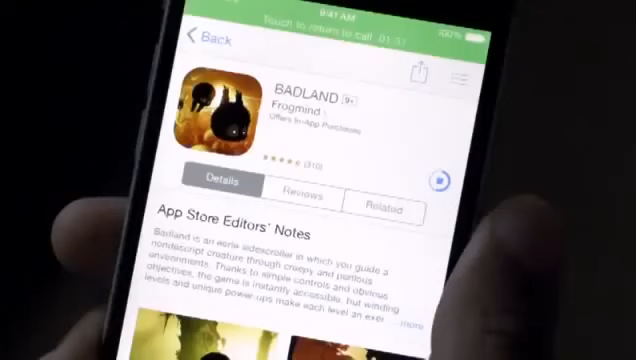 9:41 AM
100%
Touch to return to call 01:31
Back
BADLAND 9+
Frogmind
Offers In-App Purchases
(310)
Details
Reviews
Related
App Store Editors' Notes
Badland is an eerie sidescroller in which you guide a
nondescript creature through creepy and perilous
environments. Thanks to simple controls and obvious
objectives, the game is instantly accessible, but winding
levels and unique power-ups make each level an exer ...more